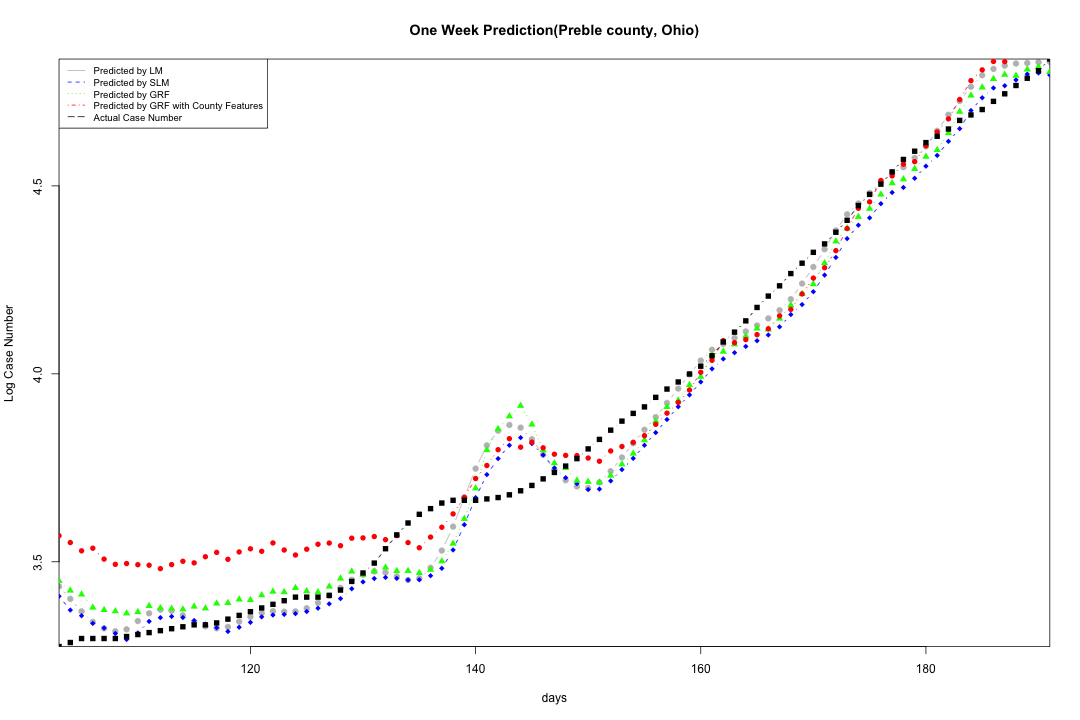 One Week Prediction(Preble county, Ohio)
Predicted by LM
Predicted by SLM
Predicted by GRF
Predicted by GRF with County Features
Actual Case Number
4.5
4.0
3.5
Log Case Number
120 140 160 180
days